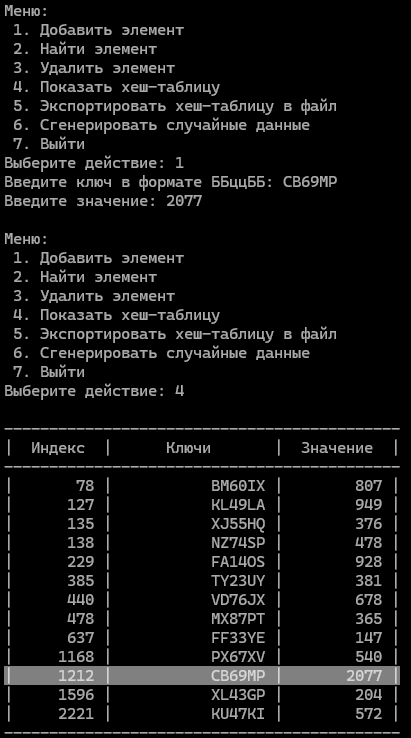 Меню:
1. Добавить элемент
2. Найти элемент
3. Удалить элемент
4. Показать хеш-таблицу
5. Экспортировать хеш-таблицу в файл
6. Сгенерировать случайные данные
7. Выйти
Выберите действие: 1
Введите ключ в формате ББццББ: CB69MP
Введите значение: 2077
Меню:
1. Добавить элемент
2. Найти элемент
3. Удалить элемент
4. Показать хеш-таблицу
5. Экспортировать хеш-таблицу в файл
6. Сгенерировать случайные данные
7. Выйти
Выберите действие: 4
| Индекс | Ключи | Значение |
| 78 | BM60IX | 807 |
| 127 | KL49LA | 949 |
| 135 | XJ55HQ | 376 |
| 138 | NZ74SP | 478 |
| 229 | FA14OS | 928 |
| 385 | TY23UY | 381 |
| 440 | VD76JX | 678 |
| 478 | MX87PT | 365 |
| 637 | FF33YE | 147 |
| 1168 | PX67XV | 540 |
| 1212 | CB69MP | 2077 |
| 1596 | XL43GP | 204 |
| 2221 | KU47KI | 572 |